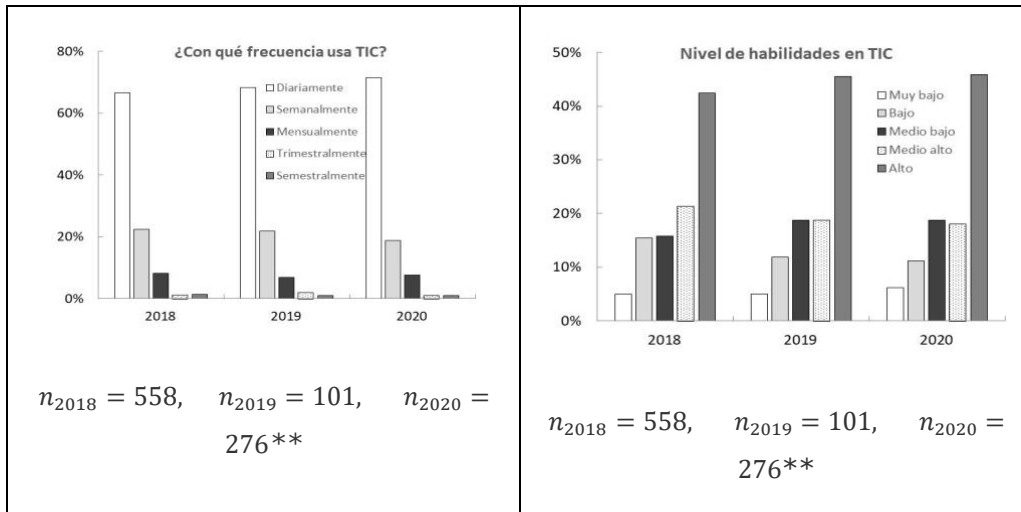 ¿Con qué frecuencia usa TIC?
80%
60%
40%
20%
0%
Diariamente
Semanalmente
Mensualmente
Trimestralmente
Semestralmente
2018 2019 2020
n2018 = 558, n2019 = 101, n2020 =
276**
Nivel de habilidades en TIC
50%
40%
30%
20%
10%
0%
Muy bajo
Bajo
Medio bajo
Medio alto
Alto
2018 2019 2020
n2018 = 558, n2019 = 101, n2020 =
276**